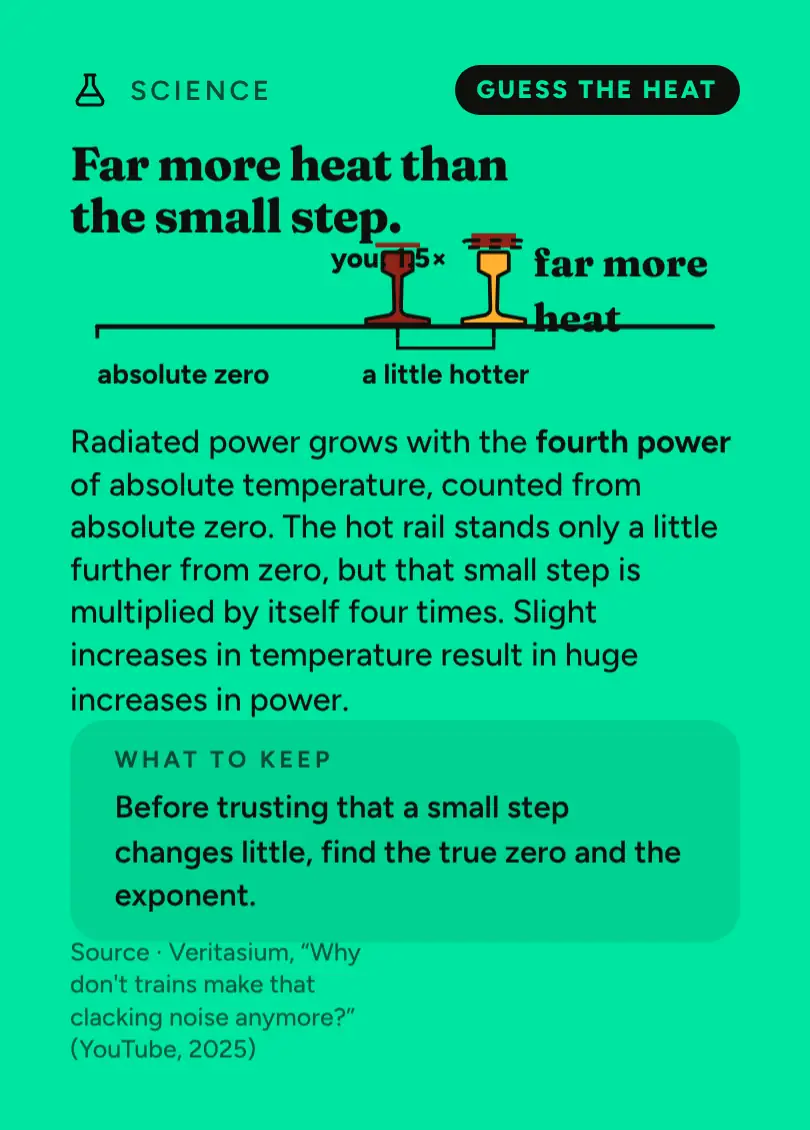 SCIENCE
GUESS THE HEAT
Far more heat than
the small step.
you: 1.5×
far more
heat
absolute zero
a little hotter
Radiated power grows with the fourth power
of absolute temperature, counted from
absolute zero. The hot rail stands only a little
further from zero, but that small step is
multiplied by itself four times. Slight
increases in temperature result in huge
increases in power.
WHAT TO KEEP
Before trusting that a small step
changes little, find the true zero and the
exponent.
Source · Veritasium, “Why
don't trains make that
clacking noise anymore?”
(YouTube, 2025)